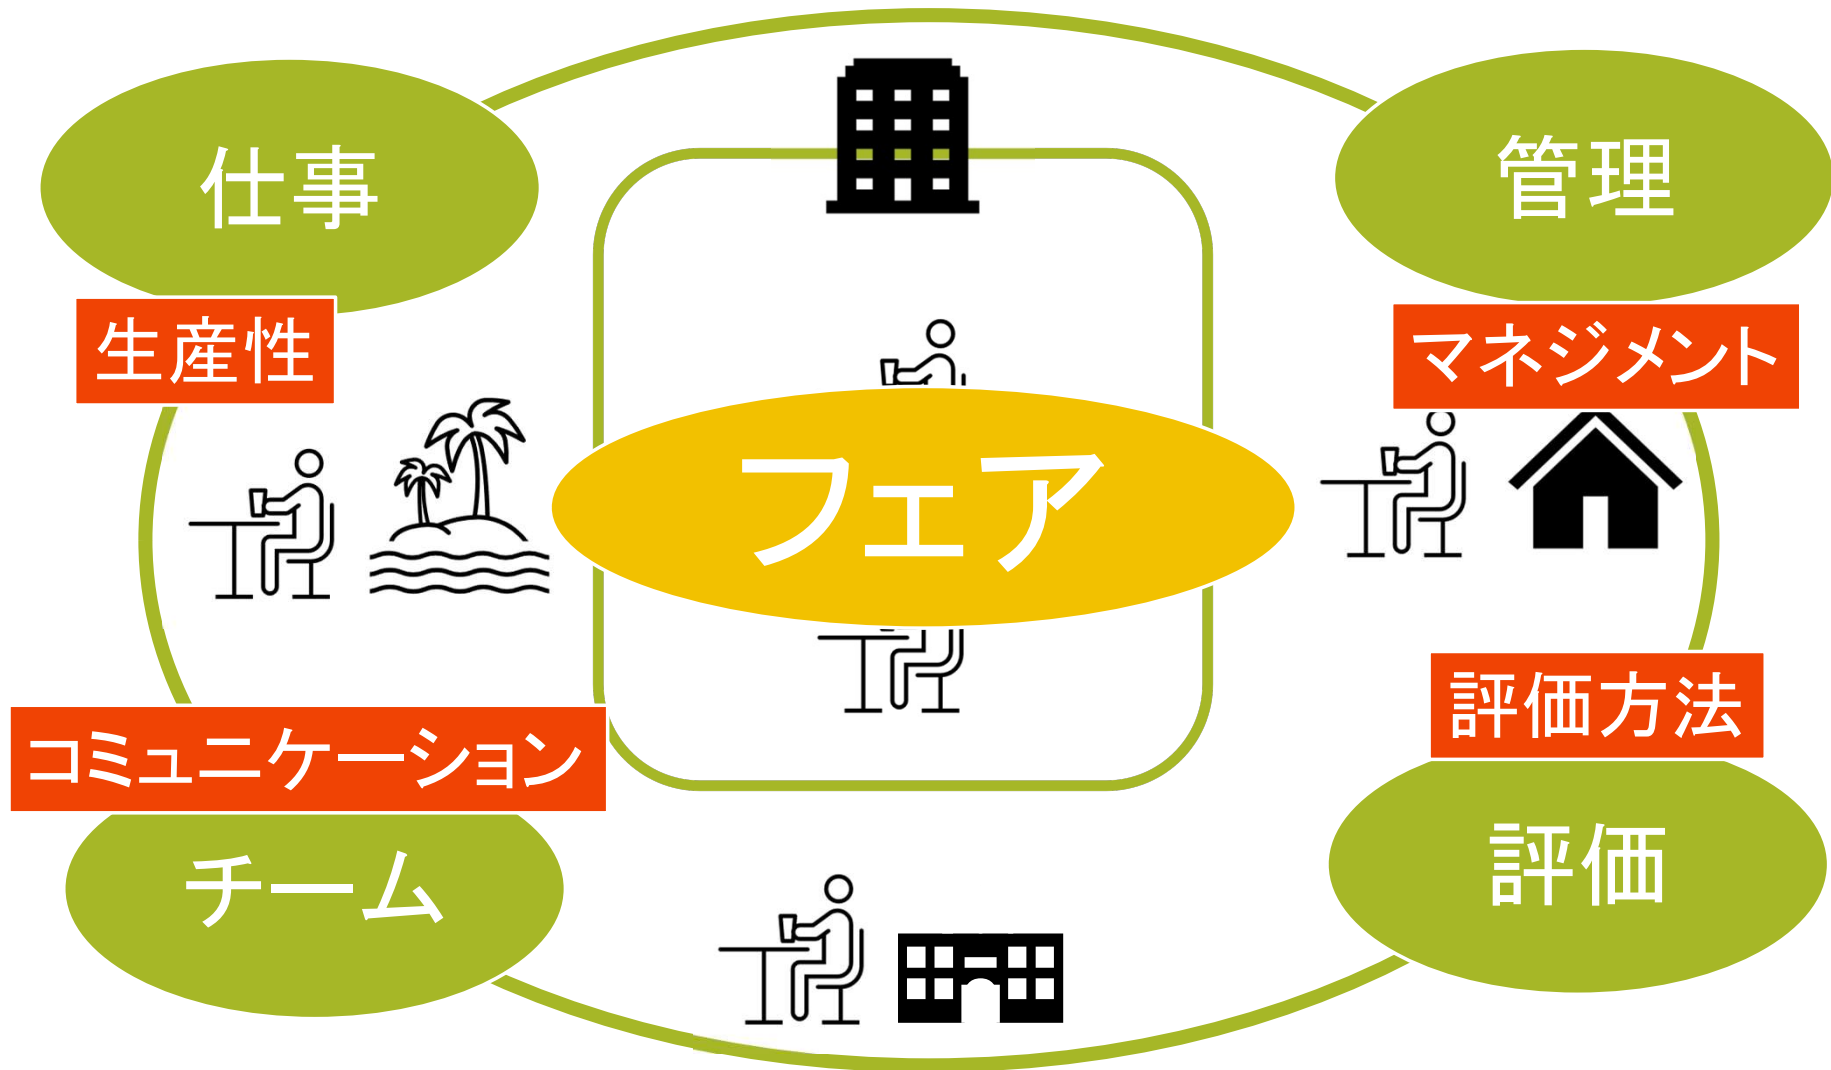 仕事
管理
生産性
マネジメント
フェア
コミュニケーション
評価方法
チーム
評価